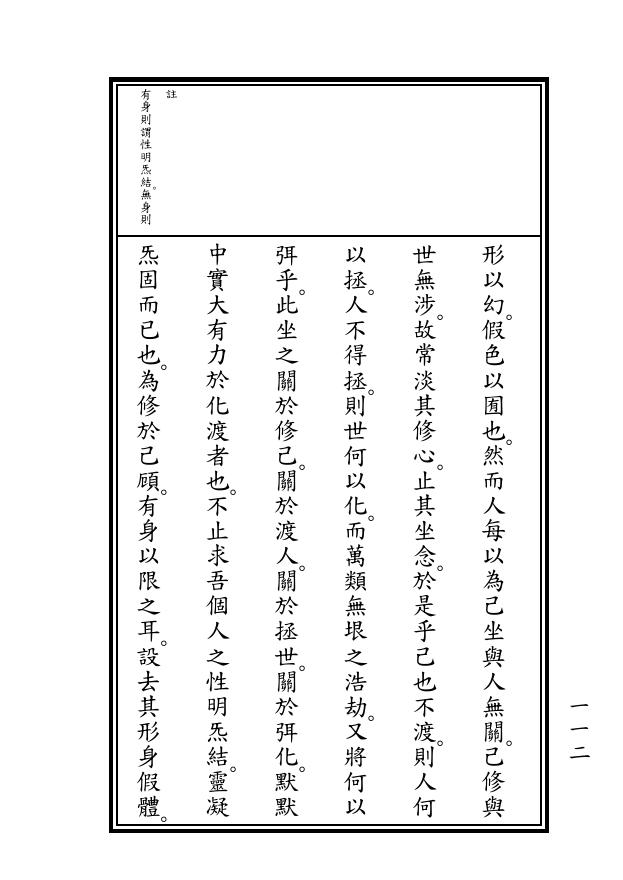 註
有身則謂性明炁結。無身則
形以幻。假色以囿也。然而人每以為己坐與人無關。己修與
世無涉。故常淡其修心。止其坐念。於是乎己也不渡。則人何
以拯。人不得拯。則世何以化。而萬類無垠之浩劫。又將何以
弭乎。此坐之關於修己。關於渡人。關於拯世。關於弭化。默默
中實大有力於化渡者也。不止求吾個人之性明炁結。靈凝
炁固而已也。為修於己頎。有身以限之耳。設去其形身假體。
一一二